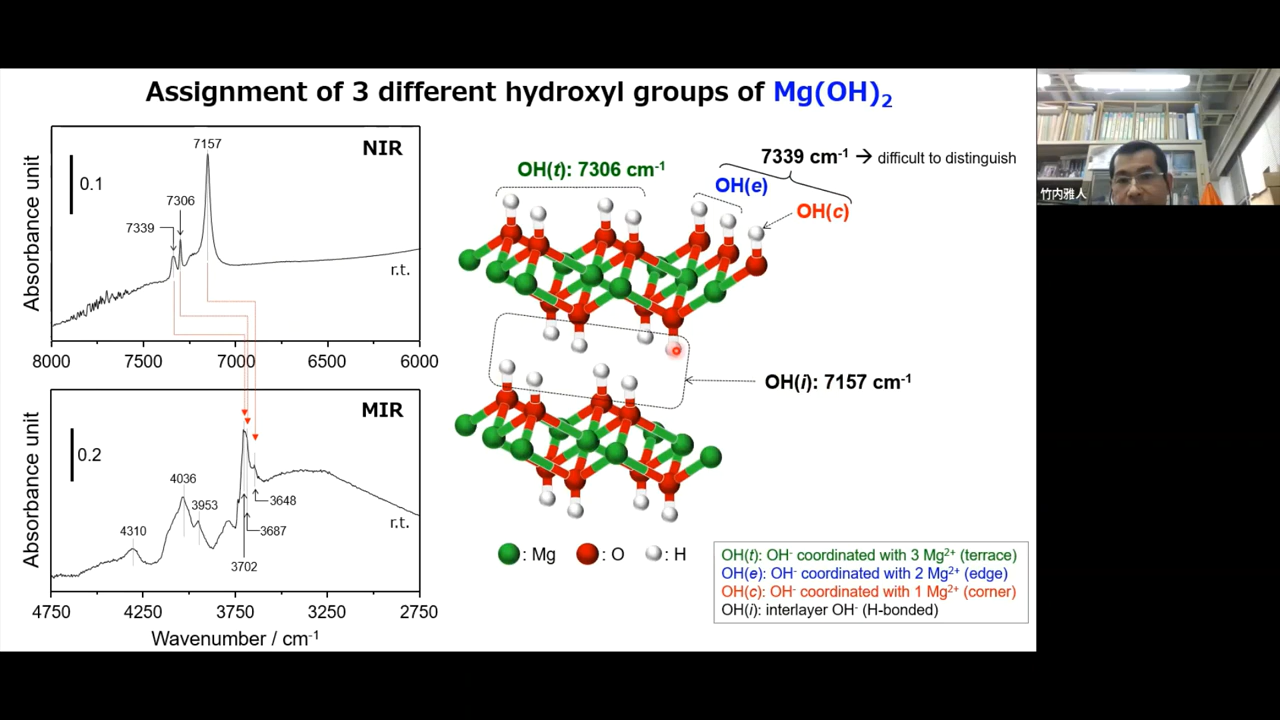 Assignment of 3 different hydroxyl groups of Mg(OH)₂
Absorbance unit
NIR
0.1
7157
7306
7339
r.t.
8000 7500 7000 6500 6000
Absorbance unit
MIR
0.2
4310
4036
3953
3648
3687
3702
r.t.
4750 4250 3750 3250 2750
Wavenumber / cm⁻¹
OH(t): 7306 cm⁻¹
7339 cm⁻¹ → difficult to distinguish
OH(e)
OH(c)
OH(i): 7157 cm⁻¹
: Mg : O : H
OH(t): OH⁻ coordinated with 3 Mg²⁺ (terrace)
OH(e): OH⁻ coordinated with 2 Mg²⁺ (edge)
OH(c): OH⁻ coordinated with 1 Mg²⁺ (corner)
OH(i): interlayer OH⁻ (H-bonded)
竹内雅人